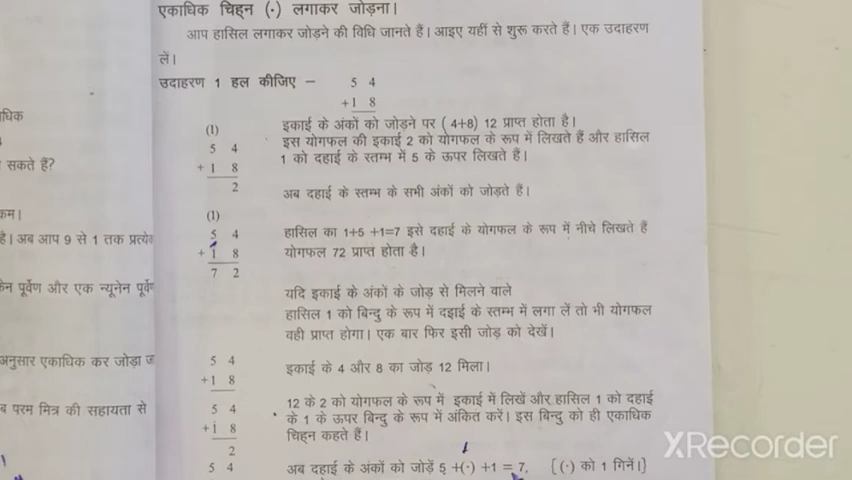 एकाधिक चिह्न (·) लगाकर जोड़ना।
आप हासिल लगाकर जोड़ने की विधि जानते हैं। आइए यहीं से शुरू करते हैं। एक उदाहरण
लें।
उदाहरण 1 हल कीजिए – 5 4
+1 8
इकाई के अंकों को जोड़ने पर ( 4+8) 12 प्राप्त होता है।
(1)
इस योगफल की इकाई 2 को योगफल के रूप में लिखते हैं और हासिल
5 4
1 को दहाई के स्तम्भ में 5 के ऊपर लिखते हैं।
+ 1 8
2
अब दहाई के स्तम्भ के सभी अंकों को जोड़ते हैं।
(1)
5 4
हासिल का 1+5 +1=7 इसे दहाई के योगफल के रूप में नीचे लिखते हैं
+ 1 8
योगफल 72 प्राप्त होता है।
7 2
यदि इकाई के अंकों के जोड़ से मिलने वाले
हासिल 1 को बिन्दु के रूप में दहाई के स्तम्भ में लगा लें तो भी योगफल
वही प्राप्त होगा। एक बार फिर इसी जोड़ को देखें।
5 4
इकाई के 4 और 8 का जोड़ 12 मिला।
+1 8
12 के 2 को योगफल के रूप में इकाई में लिखें और हासिल 1 को दहाई
5 4
के 1 के ऊपर बिन्दु के रूप में अंकित करें। इस बिन्दु को ही एकाधिक
+1̇ 8
चिह्न कहते हैं।
2
5 4
अब दहाई के अंकों को जोड़ें 5 +(·) +1 = 7, [(·) को 1 गिनें।}
धिक
सकते हैं?
कम।
है। अब आप 9 से 1 तक प्रत्ये
केन पूर्वेण और एक न्यूनेन पूर्वे
अनुसार एकाधिक कर जोड़ा ज
ब परम मित्र की सहायता से
XRecorder